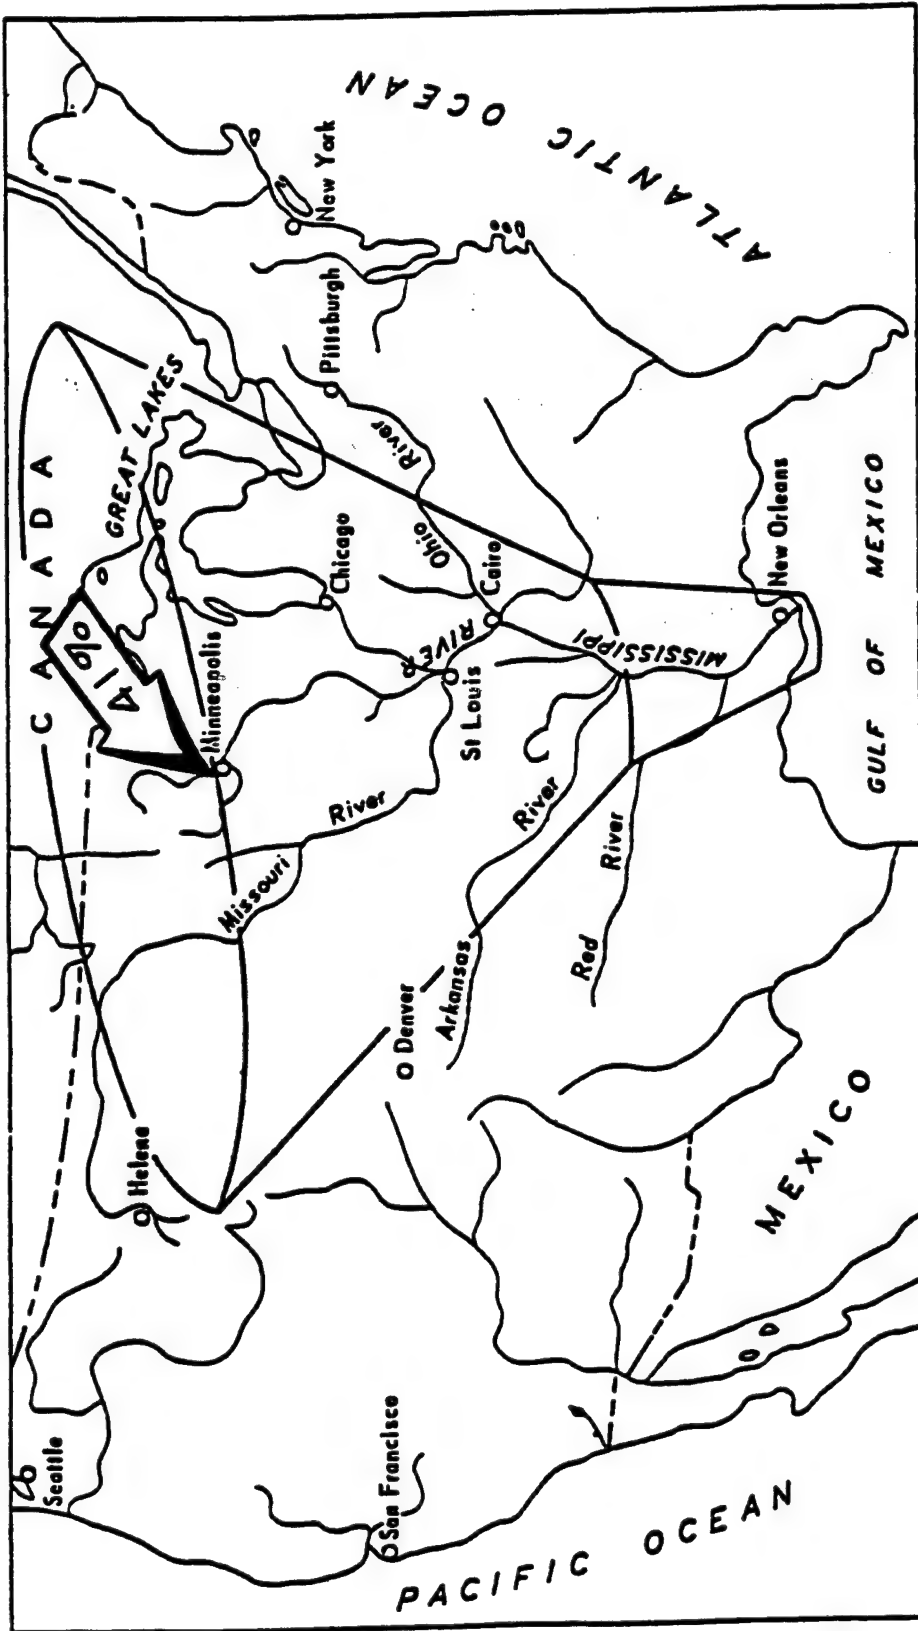 CANADA
Seattle
Helene
41%
GREAT LAKES
Minneapolis
New York
Missouri
River
Chicago
Pittsburgh
San Francisco
Denver
St Louis
RIVER
Ohio
River
Cairo
Arkansas
River
Red
River
MISSISSIPPI
New Orleans
ATLANTIC OCEAN
PACIFIC OCEAN
MEXICO
GULF OF MEXICO